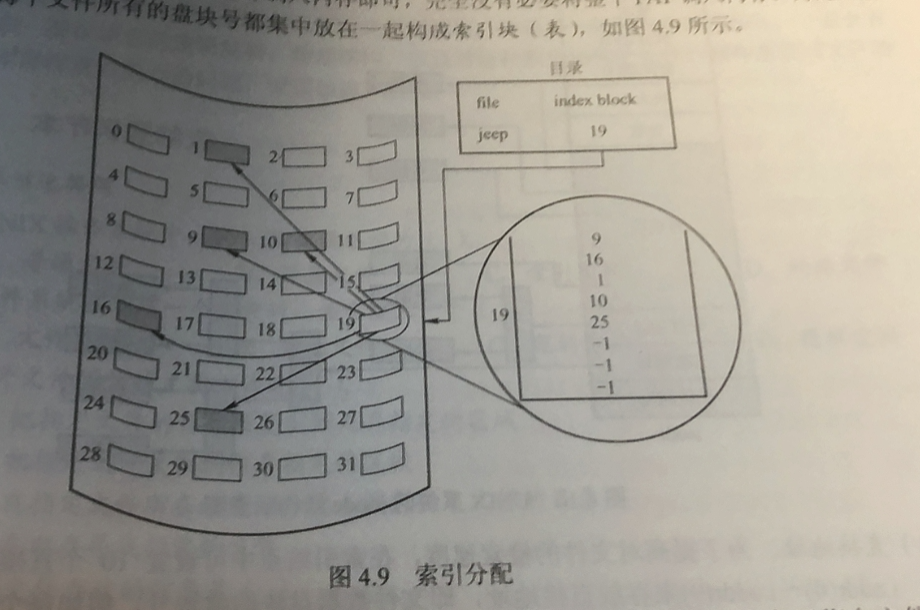 文件所有的盘块号都集中放在一起构成索引块（表），如图4.9所示。
目录
file index block
jeep 19
0 1 2 3
4 5 6 7
8 9 10 11
12 13 14 15
16 17 18 19
20 21 22 23
24 25 26 27
28 29 30 31
19
9
16
1
10
25
-1
-1
-1
图 4.9 索引分配